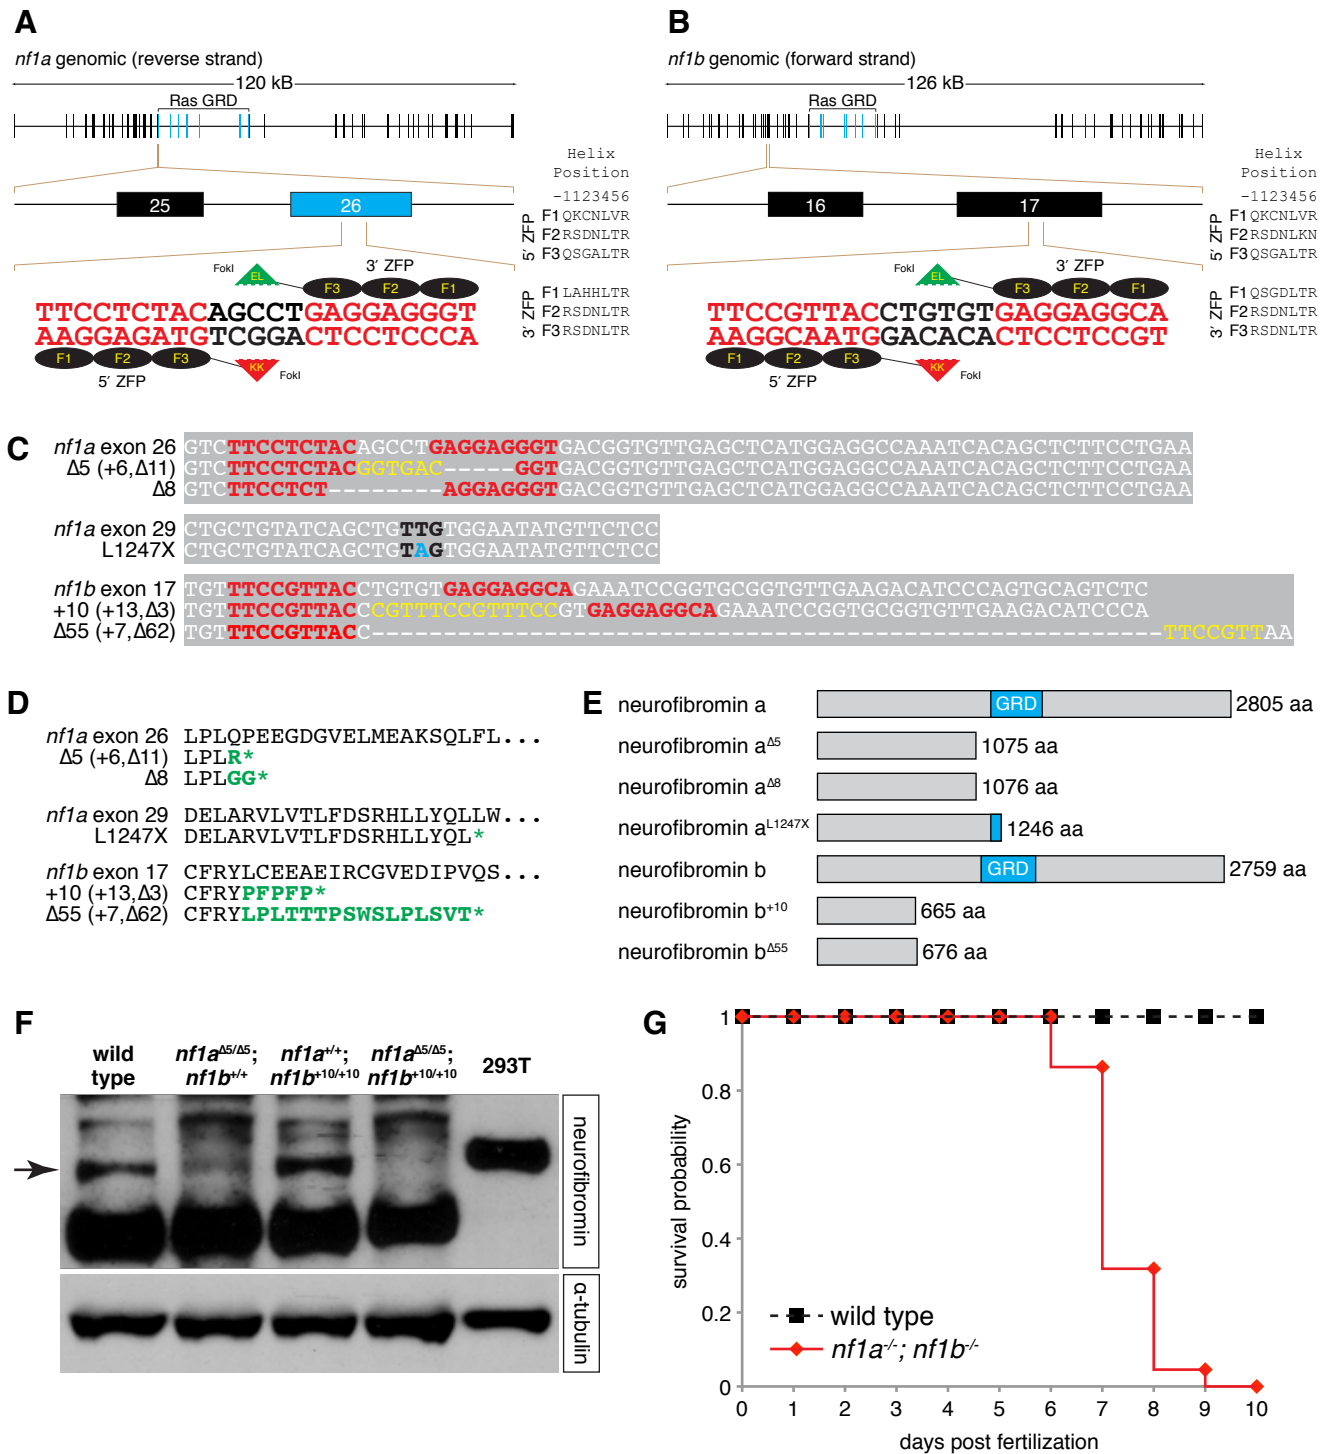 A
nf1a genomic (reverse strand)
120 kB
Ras GRD
Helix
Position
-1123456
25
26
5′ ZFP
F1 QKCNLVR
F2 RSDNLTR
F3 QSGALTR
FokI
EL
3′ ZFP
F3 F2 F1
TTCCTCTACAGCCTGAGGAGGGT
AAGGAGATGTCGGACTCCTCCCA
F1 F2 F3
5′ ZFP
KK
FokI
3′ ZFP
F1 LAHHLTR
F2 RSDNLTR
F3 RSDNLTR
B
nf1b genomic (forward strand)
126 kB
Ras GRD
Helix
Position
-1123456
16
17
5′ ZFP
F1 QKCNLVR
F2 RSDNLKN
F3 QSGALTR
FokI
EL
3′ ZFP
F3 F2 F1
TTCCGTTACCTGTGTGAGGAGGCA
AAGGCAATGGACACACTCCTCCGT
F1 F2 F3
5′ ZFP
KK
FokI
3′ ZFP
F1 QSGDLTR
F2 RSDNLTR
F3 RSDNLTR
C
nf1a exon 26 GTCTTCCTCTACAGCCTGAGGAGGGTGACGGTGTTGAGCTCATGGAGGCCAAATCACAGCTCTTCCTGAA
Δ5 (+6,Δ11) GTCTTCCTCTACGGTGAC-----GGTGACGGTGTTGAGCTCATGGAGGCCAAATCACAGCTCTTCCTGAA
Δ8 GTCTTCCTCT--------AGGAGGGTGACGGTGTTGAGCTCATGGAGGCCAAATCACAGCTCTTCCTGAA
nf1a exon 29 CTGCTGTATCAGCTGTTGTGGAATATGTTCTCC
L1247X CTGCTGTATCAGCTGTAGTGGAATATGTTCTCC
nf1b exon 17 TGTTTCCGTTACCTGTGTGAGGAGGCAGAAATCCGGTGCGGTGTTGAAGACATCCCAGTGCAGTCTC
+10 (+13,Δ3) TGTTTCCGTTACCCGTTTCCGTTTCCGTGAGGAGGCAGAAATCCGGTGCGGTGTTGAAGACATCCCA
Δ55 (+7,Δ62) TGTTTCCGTTACC-------------------------------------------------------TTCCGTTAA
D
nf1a exon 26 LPLQPEEGDGVELMEAKSQLFL...
Δ5 (+6,Δ11) LPLR*
Δ8 LPLGG*
nf1a exon 29 DELARVLVTLFDSRHLLYQLLW...
L1247X DELARVLVTLFDSRHLLYQL*
nf1b exon 17 CFRYLCEEAEIRCGVEDIPVQS...
+10 (+13,Δ3) CFRYPFPFP*
Δ55 (+7,Δ62) CFRYLPLTTTPSWSLPLSVT*
E
neurofibromin a GRD 2805 aa
neurofibromin aΔ5 1075 aa
neurofibromin aΔ8 1076 aa
neurofibromin aL1247X 1246 aa
neurofibromin b GRD 2759 aa
neurofibromin b+10 665 aa
neurofibromin bΔ55 676 aa
F
wild type
nf1aΔ5/Δ5; nf1b+/+
nf1a+/+; nf1b+10/+10
nf1aΔ5/Δ5; nf1b+10/+10
293T
neurofibromin
α-tubulin
G
survival probability
1
0.8
0.6
0.4
0.2
0
wild type
nf1a-/-; nf1b-/-
0 1 2 3 4 5 6 7 8 9 10
days post fertilization